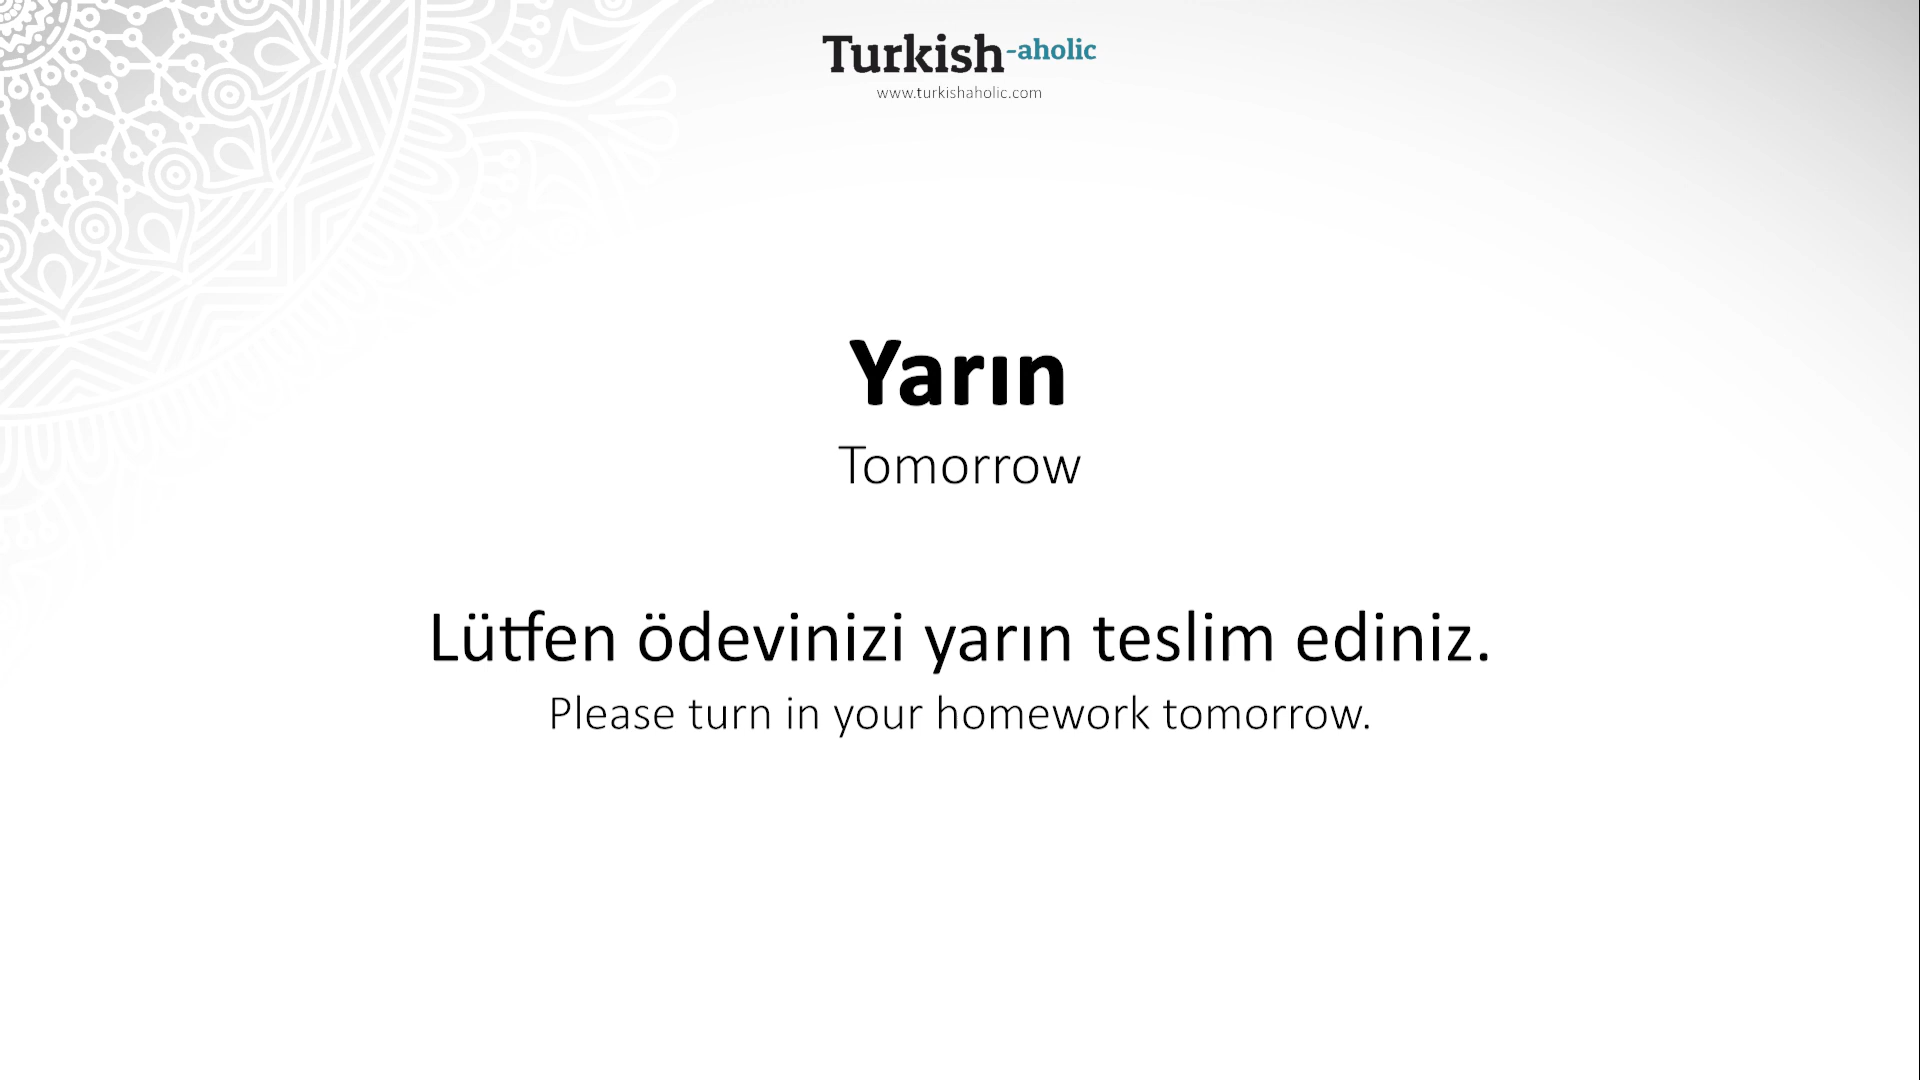 Turkish-aholic
www.turkishaholic.com
Yarın
Tomorrow
Lütfen ödevinizi yarın teslim ediniz.
Please turn in your homework tomorrow.